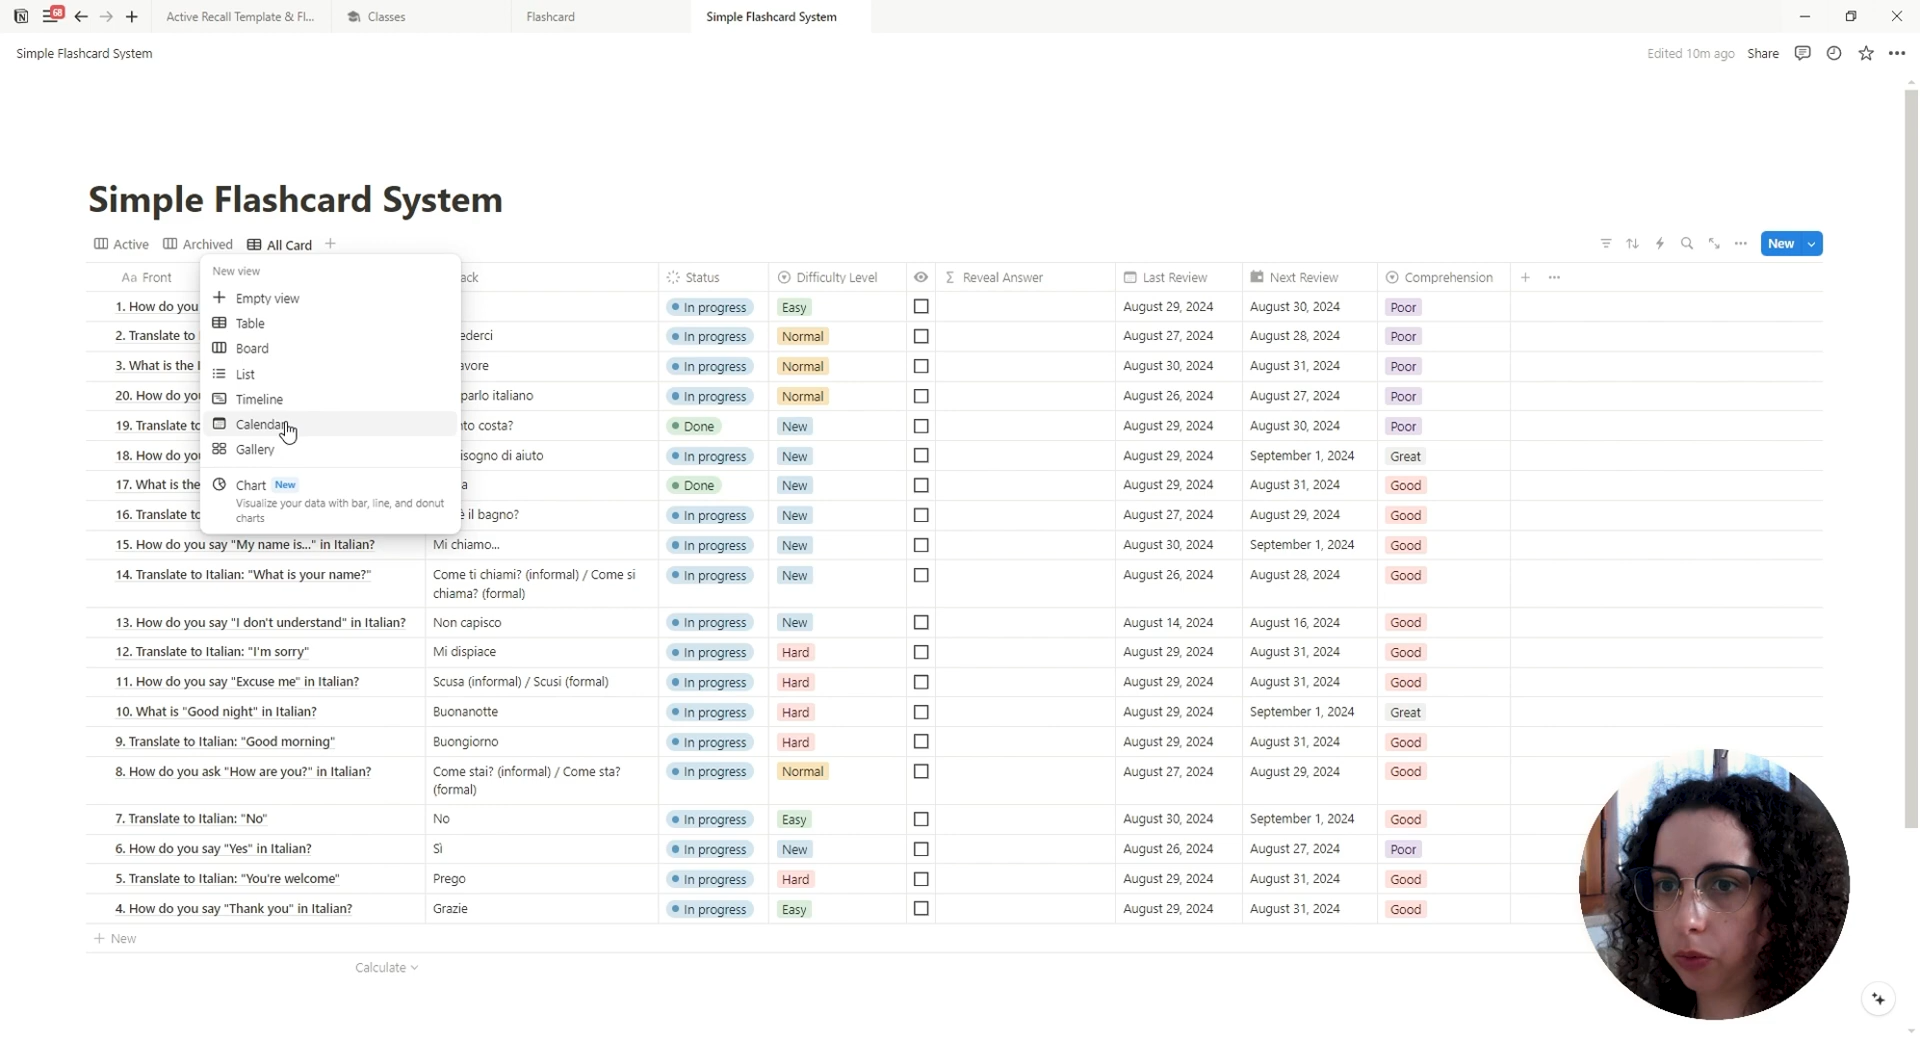 68
Active Recall Template & Fl...
Classes
Flashcard
Simple Flashcard System
Simple Flashcard System
Edited 10m ago Share
Simple Flashcard System
Active Archived All Card
New
Aa Front
ack
Status
Difficulty Level
Σ Reveal Answer
Last Review
Next Review
Comprehension
New view
Empty view
Table
Board
List
Timeline
Calendar
Gallery
Chart New
Visualize your data with bar, line, and donut
charts
1. How do you In progress Easy August 29, 2024 August 30, 2024 Poor
2. Translate to ederci In progress Normal August 27, 2024 August 28, 2024 Poor
3. What is the avore In progress Normal August 30, 2024 August 31, 2024 Poor
20. How do you parlo italiano In progress Normal August 26, 2024 August 27, 2024 Poor
19. Translate to to costa? Done New August 29, 2024 August 30, 2024 Poor
18. How do you isogno di aiuto In progress New August 29, 2024 September 1, 2024 Great
17. What is the a Done New August 29, 2024 August 31, 2024 Good
16. Translate to è il bagno? In progress New August 27, 2024 August 29, 2024 Good
15. How do you say "My name is..." in Italian? Mi chiamo... In progress New August 30, 2024 September 1, 2024 Good
14. Translate to Italian: "What is your name?" Come ti chiami? (informal) / Come si In progress New August 26, 2024 August 28, 2024 Good
chiama? (formal)
13. How do you say "I don't understand" in Italian? Non capisco In progress New August 14, 2024 August 16, 2024 Good
12. Translate to Italian: "I'm sorry" Mi dispiace In progress Hard August 29, 2024 August 31, 2024 Good
11. How do you say "Excuse me" in Italian? Scusa (informal) / Scusi (formal) In progress Hard August 29, 2024 August 31, 2024 Good
10. What is "Good night" in Italian? Buonanotte In progress Hard August 29, 2024 September 1, 2024 Great
9. Translate to Italian: "Good morning" Buongiorno In progress Hard August 29, 2024 August 31, 2024 Good
8. How do you ask "How are you?" in Italian? Come stai? (informal) / Come sta? In progress Normal August 27, 2024 August 29, 2024 Good
(formal)
7. Translate to Italian: "No" No In progress Easy August 30, 2024 September 1, 2024 Good
6. How do you say "Yes" in Italian? Sì In progress New August 26, 2024 August 27, 2024 Poor
5. Translate to Italian: "You're welcome" Prego In progress Hard August 29, 2024 August 31, 2024 Good
4. How do you say "Thank you" in Italian? Grazie In progress Easy August 29, 2024 August 31, 2024 Good
+ New
Calculate